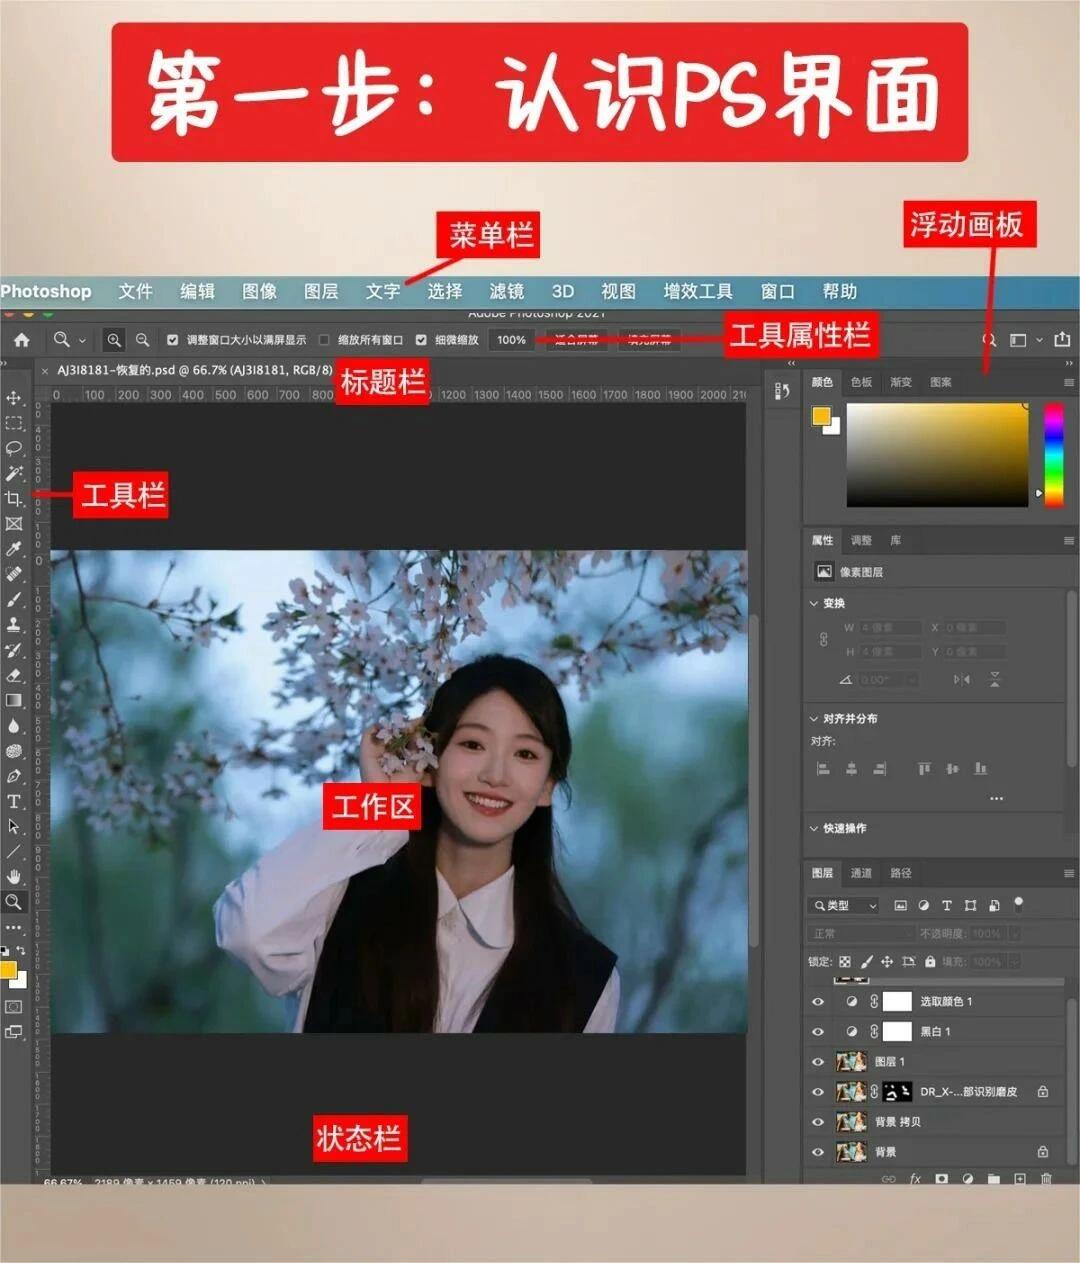 第一步：认识PS界面
菜单栏
浮动画板
Photoshop 文件 编辑 图像 图层 文字 选择 滤镜 3D 视图 增效工具 窗口 帮助
Adobe Photoshop 2021
调整窗口大小以满屏显示 缩放所有窗口 细微缩放 100% 适合屏幕 填充屏幕
工具属性栏
× AJ3I8181-恢复的.psd @ 66.7% (AJ3I8181, RGB/8)
标题栏
颜色 色板 渐变 图案
0 100 200 300 400 500 600 700 800 1100 1200 1300 1400 1500 1600 1700 1800 1900 2000
工具栏
属性 调整 库
像素图层
变换
W 4 像素 X 0 像素
H 4 像素 Y 0 像素
0.00°
对齐并分布
对齐:
工作区
快速操作
图层 通道 路径
类型
正常 不透明度: 100%
锁定: 填充: 100%
选取颜色 1
黑白 1
图层 1
DR_X-...部识别磨皮
背景 拷贝
背景
状态栏
66.67% 2189 像素 x 1459 像素 (120 ppi)
fx